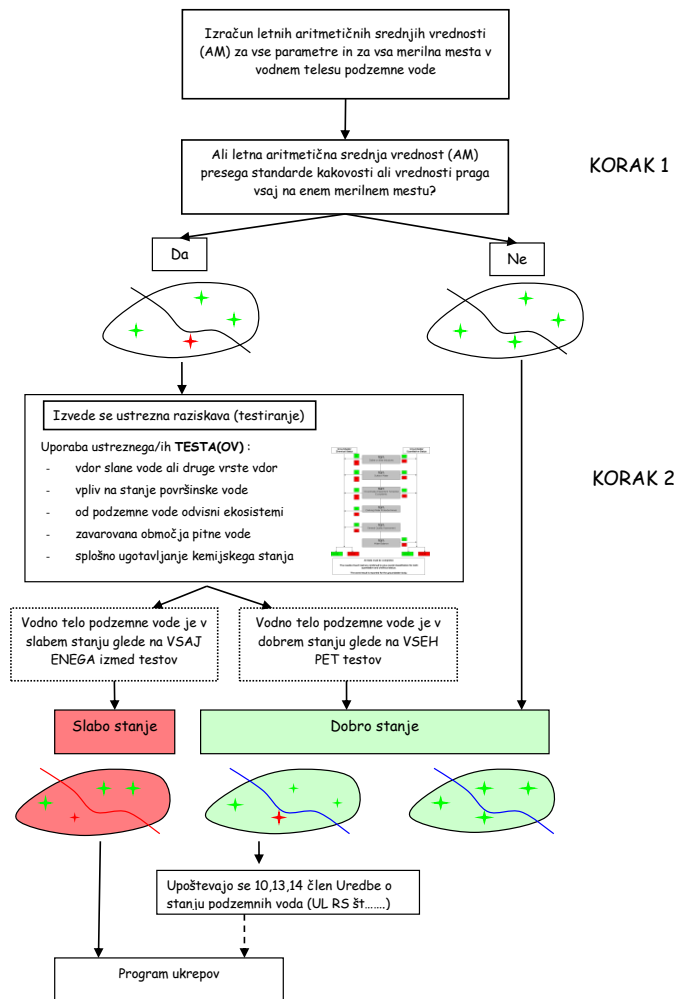 Izračun letnih aritmetičnih srednjih vrednosti
(AM) za vse parametre in za vsa merilna mesta v
vodnem telesu podzemne vode
Ali letna aritmetična srednja vrednost (AM)
presega standarde kakovosti ali vrednosti praga
vsaj na enem merilnem mestu?
KORAK 1
Da
Ne
Izvede se ustrezna raziskava (testiranje)
Uporaba ustreznega/ih TESTA(OV) :
- vdor slane vode ali druge vrste vdor
- vpliv na stanje površinske vode
- od podzemne vode odvisni ekosistemi
- zavarovana območja pitne vode
- splošno ugotavljanje kemijskega stanja
KORAK 2
Vodno telo podzemne vode je v
slabem stanju glede na VSAJ
ENEGA izmed testov
Vodno telo podzemne vode je v
dobrem stanju glede na VSEH
PET testov
Slabo stanje
Dobro stanje
Upoštevajo se 10,13,14 člen Uredbe o
stanju podzemnih voda (UL RS št.......)
Program ukrepov